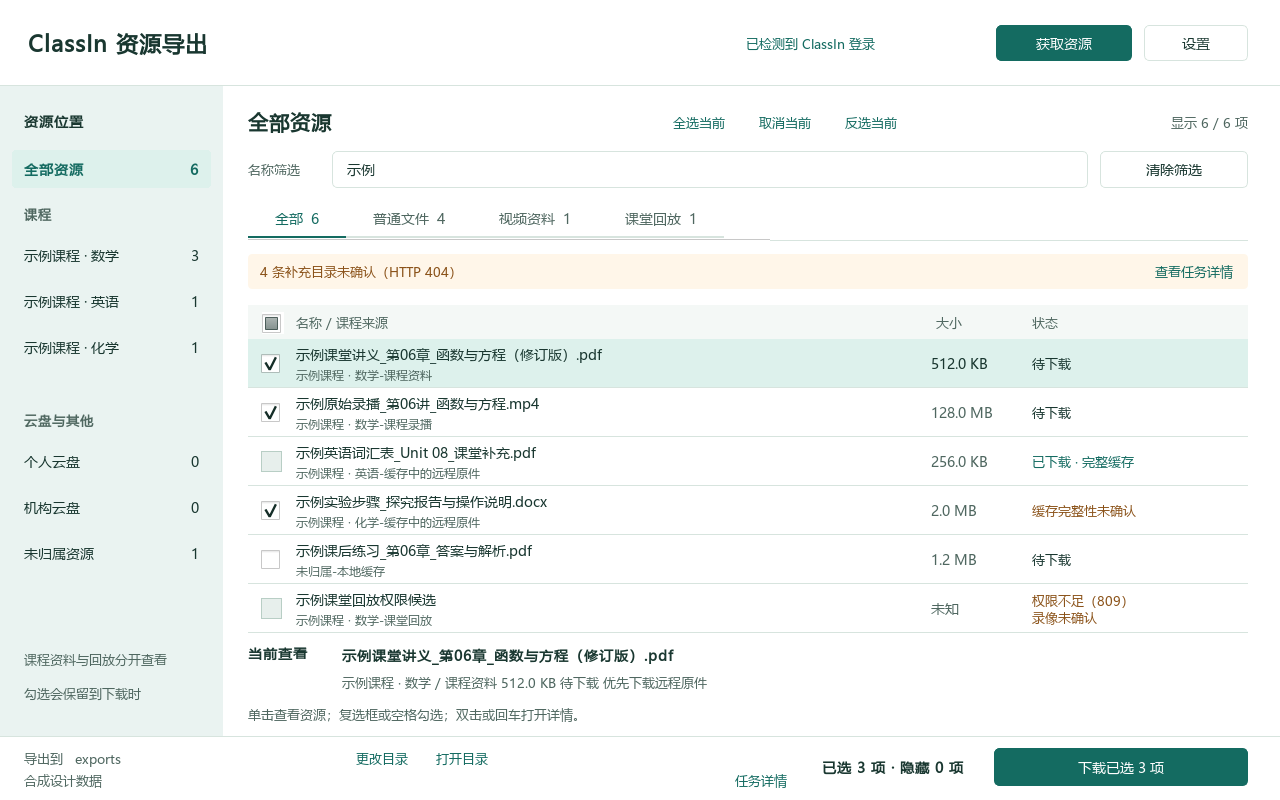 ClassIn 资源导出
已检测到 ClassIn 登录
获取资源
设置
资源位置
全部资源 6
课程
示例课程 · 数学 3
示例课程 · 英语 1
示例课程 · 化学 1
云盘与其他
个人云盘 0
机构云盘 0
未归属资源 1
课程资料与回放分开查看
勾选会保留到下载时
全部资源
全选当前 取消当前 反选当前
显示 6 / 6 项
名称筛选 示例 清除筛选
全部 6 普通文件 4 视频资料 1 课堂回放 1
4 条补充目录未确认（HTTP 404） 查看任务详情
名称 / 课程来源 大小 状态
示例课堂讲义_第06章_函数与方程（修订版）.pdf
示例课程 · 数学-课程资料
512.0 KB 待下载
示例原始录播_第06讲_函数与方程.mp4
示例课程 · 数学-课程录播
128.0 MB 待下载
示例英语词汇表_Unit 08_课堂补充.pdf
示例课程 · 英语-缓存中的远程原件
256.0 KB 已下载 · 完整缓存
示例实验步骤_探究报告与操作说明.docx
示例课程 · 化学-缓存中的远程原件
2.0 MB 缓存完整性未确认
示例课后练习_第06章_答案与解析.pdf
未归属-本地缓存
1.2 MB 待下载
示例课堂回放权限候选
示例课程 · 数学-课堂回放
未知 权限不足（809）
录像未确认
当前查看 示例课堂讲义_第06章_函数与方程（修订版）.pdf
示例课程 · 数学 / 课程资料 512.0 KB 待下载 优先下载远程原件
单击查看资源；复选框或空格勾选；双击或回车打开详情。
导出到 exports 更改目录 打开目录
合成设计数据
任务详情
已选 3 项 · 隐藏 0 项
下载已选 3 项